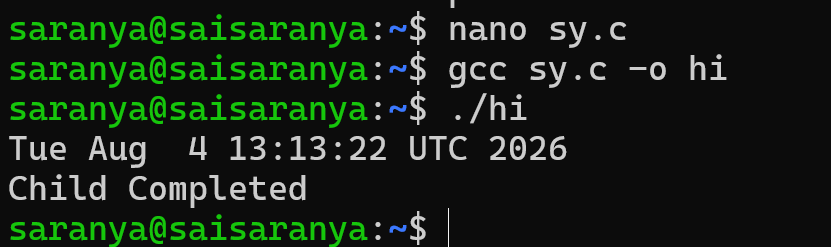 saranya@saisaranya:~$ nano sy.c
saranya@saisaranya:~$ gcc sy.c -o hi
saranya@saisaranya:~$ ./hi
Tue Aug  4 13:13:22 UTC 2026
Child Completed
saranya@saisaranya:~$